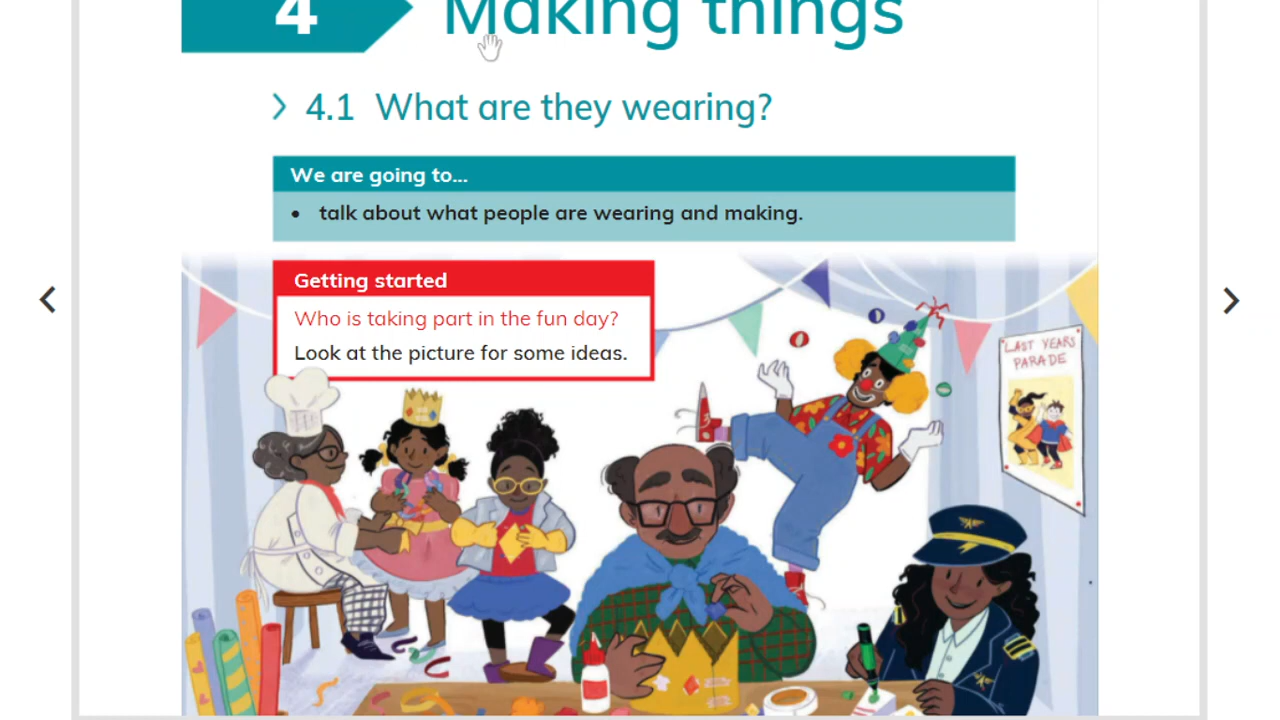 4 Making things
4.1 What are they wearing?
We are going to...
• talk about what people are wearing and making.
Getting started
Who is taking part in the fun day?
Look at the picture for some ideas.
LAST YEARS
PARADE